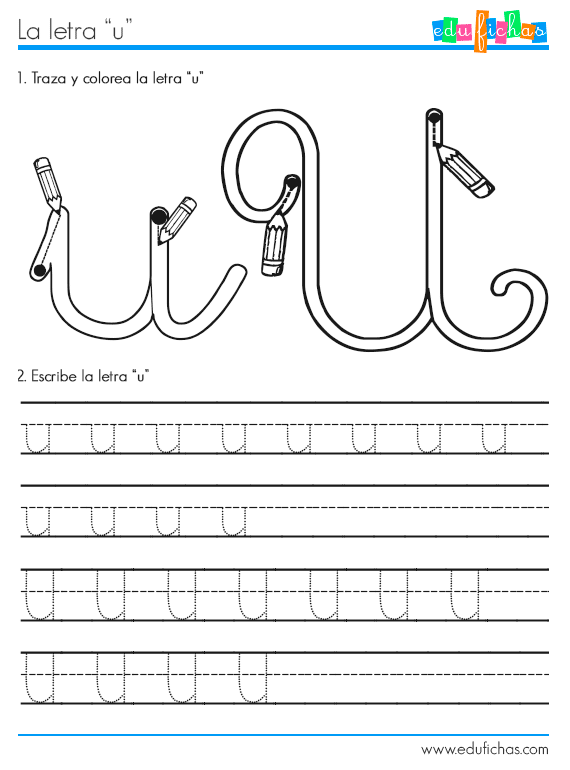 La letra “u”
edufichas
1. Traza y colorea la letra “u”
u U
2. Escribe la letra “u”
u u u u u u u u
u u u u
u u u u u u u
u u u u
www.edufichas.com